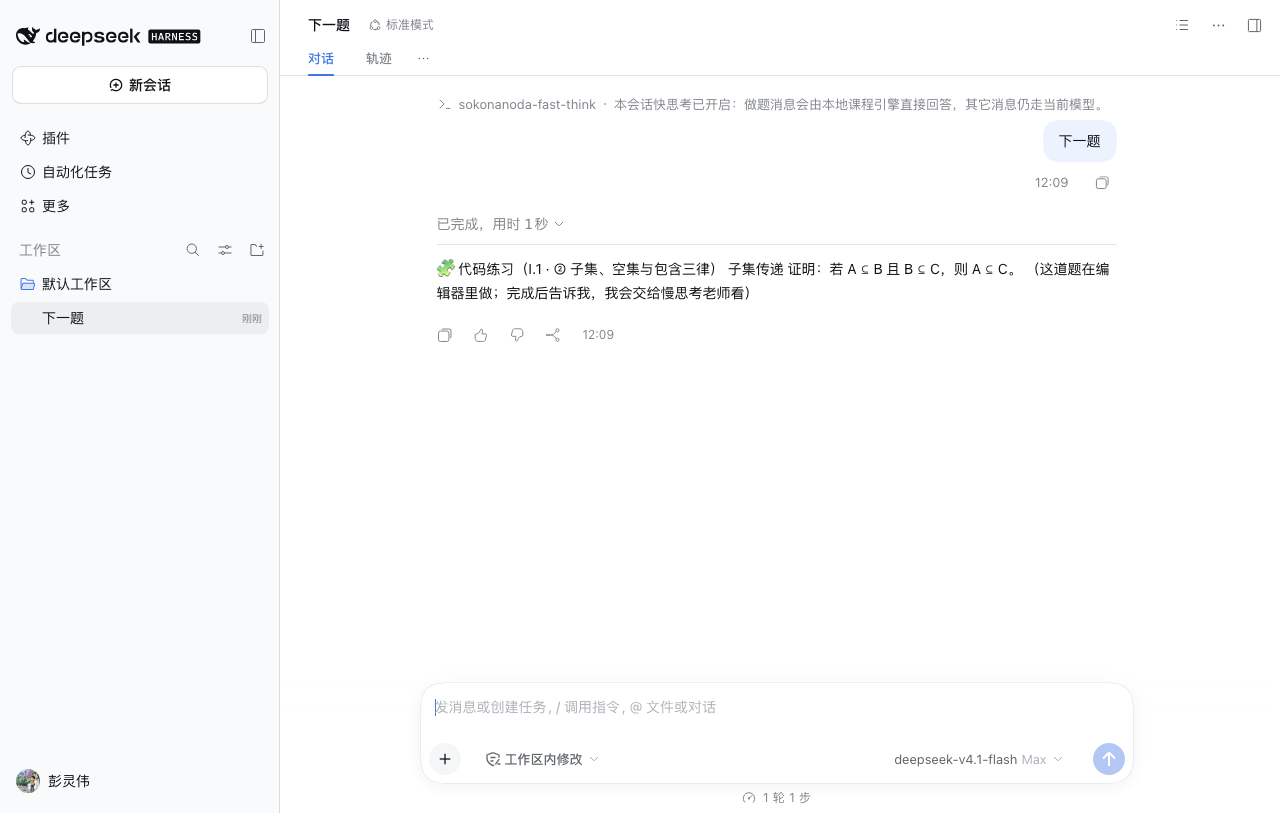 deepseek HARNESS
新会话
插件
自动化任务
更多
工作区
默认工作区
下一题 刚刚
彭灵伟
下一题 标准模式
对话 轨迹 ···
sokonanoda-fast-think · 本会话快思考已开启：做题消息会由本地课程引擎直接回答，其它消息仍走当前模型。
下一题
12:09
已完成，用时 1秒
代码练习（I.1 · ② 子集、空集与包含三律） 子集传递 证明：若 A ⊆ B 且 B ⊆ C，则 A ⊆ C。 （这道题在编
辑器里做；完成后告诉我，我会交给慢思考老师看）
12:09
发消息或创建任务, / 调用指令, @ 文件或对话
工作区内修改
deepseek-v4.1-flash Max
1 轮 1 步